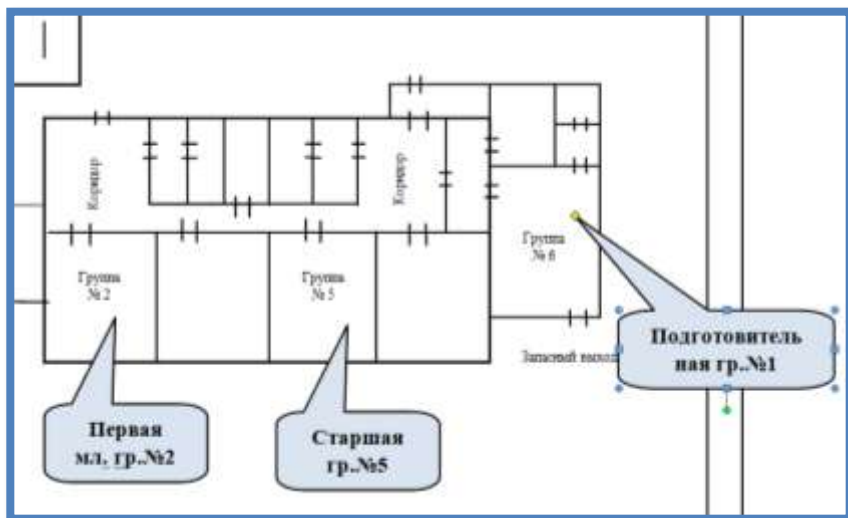 Коридор
Коридор
Группа
№ 2
Группа
№ 5
Группа
№ 6
Запасный выход
Подготовитель
ная гр..№1
Первая
мл, гр..№2
Старшая
гр..№5